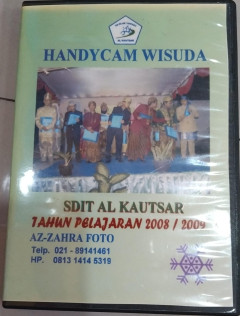 HANDYCAM WISUDA
SDIT AL KAUTSAR
TAHUN PELAJARAN 2008 / 2009
AZ-ZAHRA FOTO
Telp. 021 - 89141461
HP. 0813 1414 5319